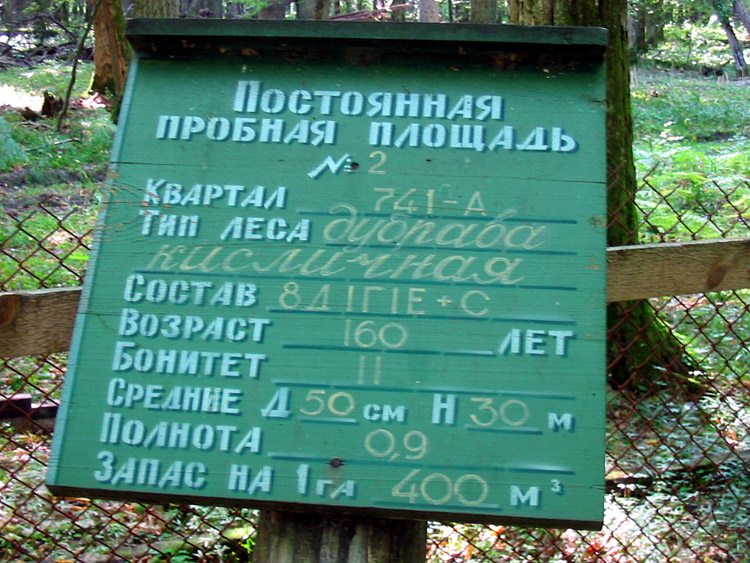 Постоянная
пробная площадь
№ 2
Квартал 741-А
Тип леса дубрава
кисличная
Состав 8Д1Г1Е+С
Возраст 160 лет
Бонитет 11
Средние Д 50 см Н 30 м
Полнота 0,9
Запас на 1га 400 м³